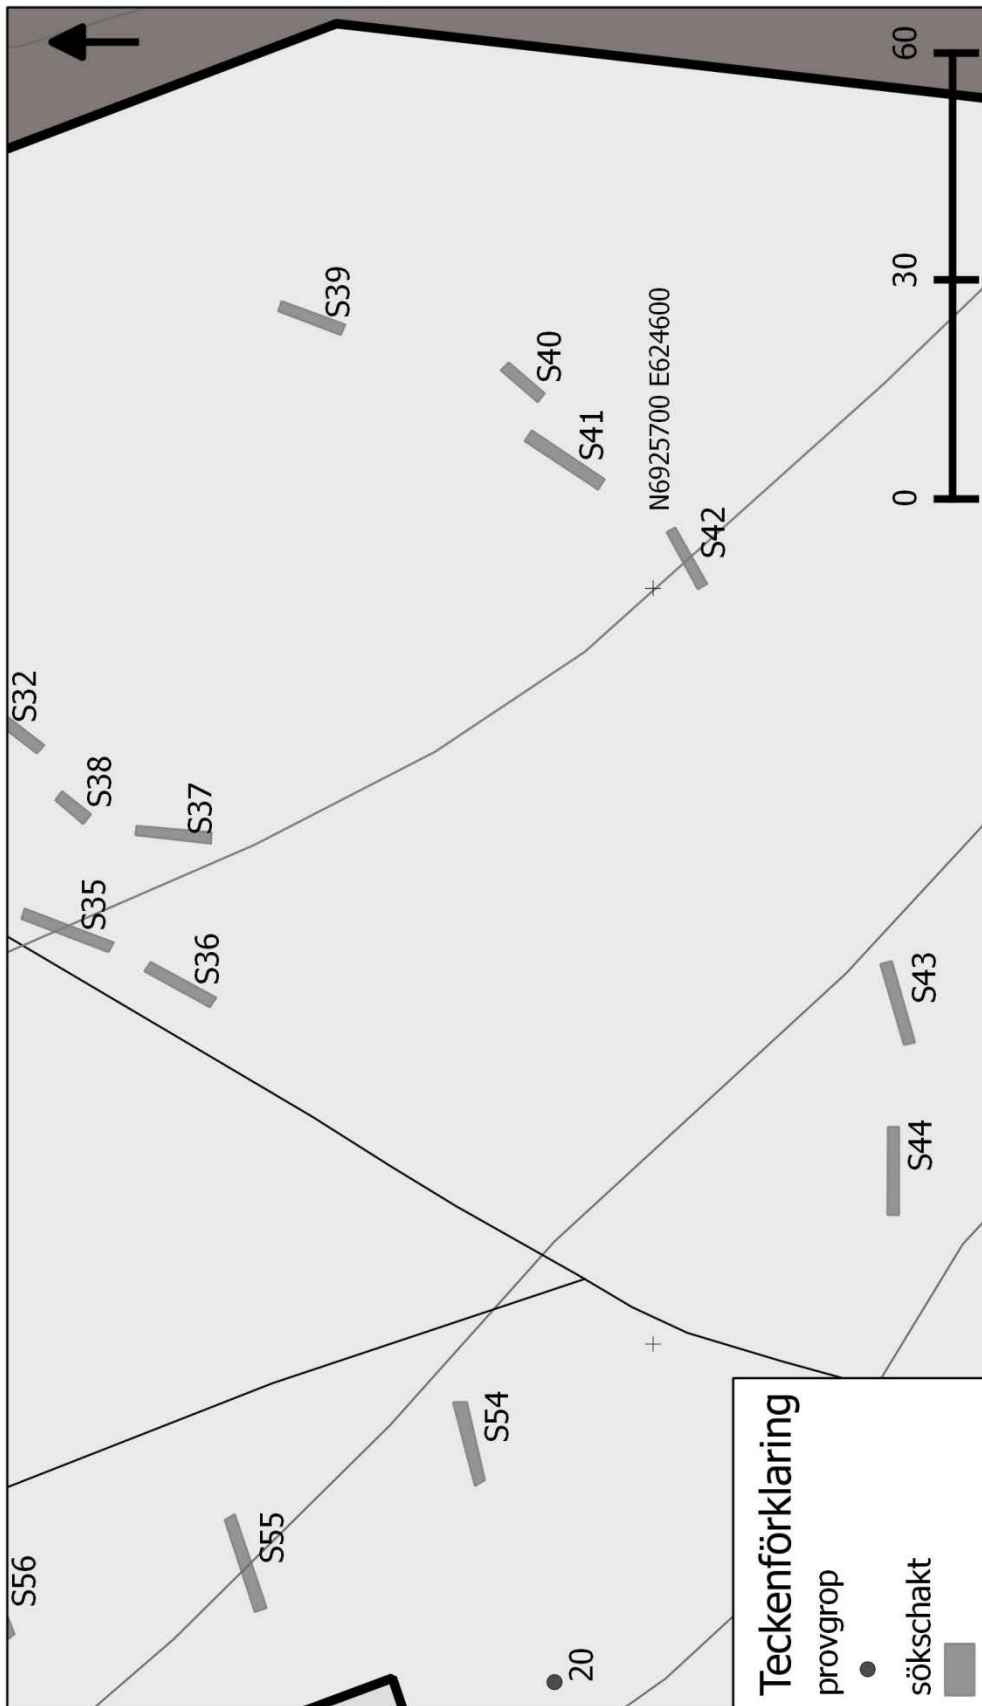 S56
S55
S54
20
S32
S38
S37
S35
S36
S39
S40
S41
N6925700 E624600
S42
S43
S44
Teckenförklaring
provgrop
sökschakt
0 30 60